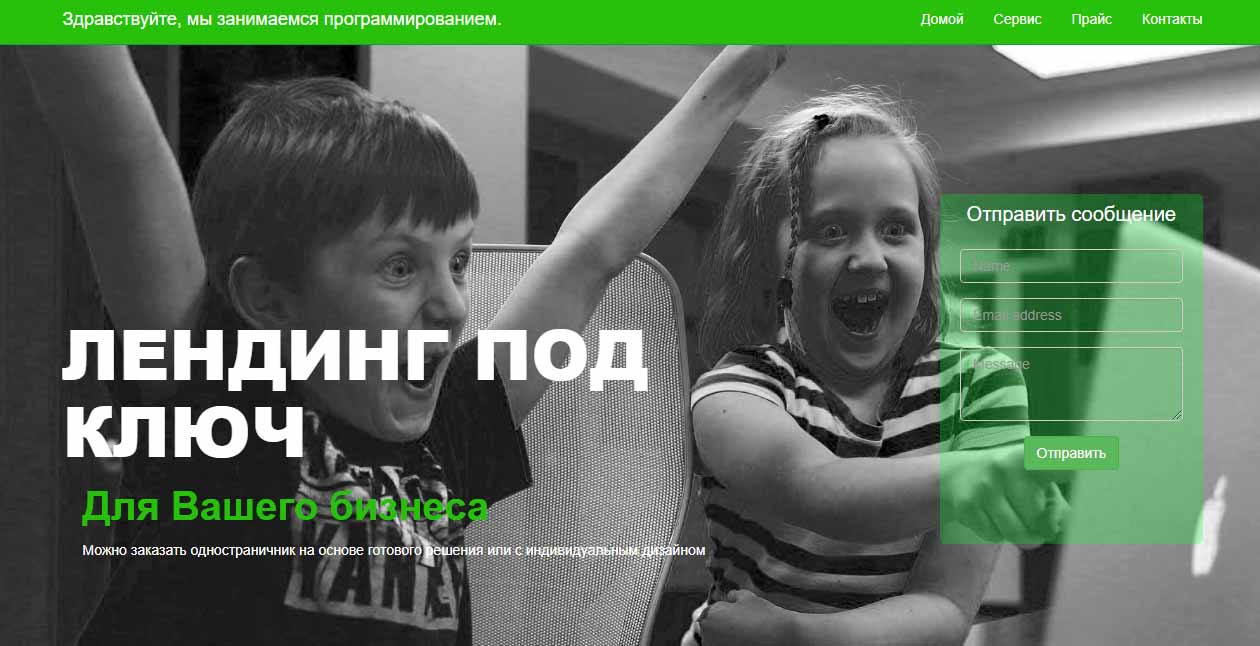 Здравствуйте, мы занимаемся программированием.
Домой Сервис Прайс Контакты
Отправить сообщение
Name
Email address
Message
Отправить
ЛЕНДИНГ ПОД
КЛЮЧ
Для Вашего бизнеса
Можно заказать одностраничник на основе готового решения или с индивидуальным дизайном